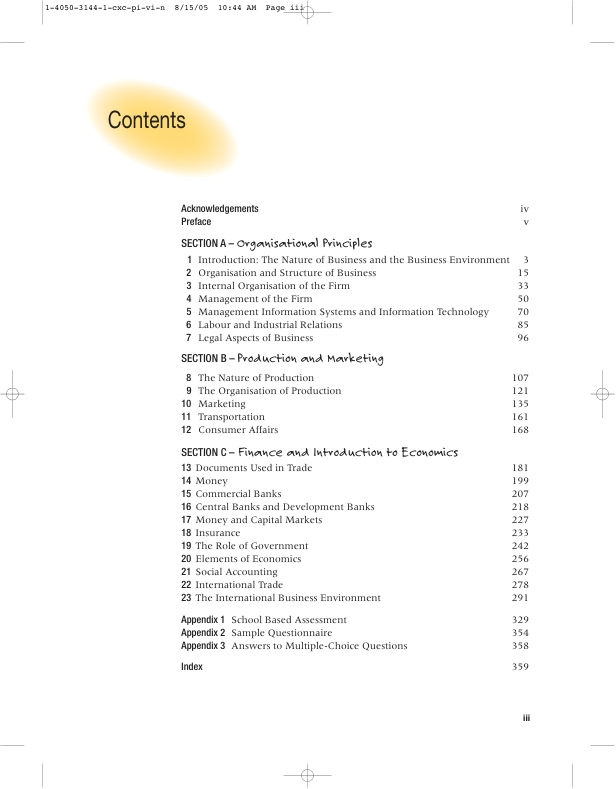 1-4050-3144-1-cxc-pi-vi-n 8/15/05 10:44 AM Page iii
Contents
Acknowledgements iv
Preface v
SECTION A – Organisational Principles
1 Introduction: The Nature of Business and the Business Environment 3
2 Organisation and Structure of Business 15
3 Internal Organisation of the Firm 33
4 Management of the Firm 50
5 Management Information Systems and Information Technology 70
6 Labour and Industrial Relations 85
7 Legal Aspects of Business 96
SECTION B – Production and Marketing
8 The Nature of Production 107
9 The Organisation of Production 121
10 Marketing 135
11 Transportation 161
12 Consumer Affairs 168
SECTION C – Finance and Introduction to Economics
13 Documents Used in Trade 181
14 Money 199
15 Commercial Banks 207
16 Central Banks and Development Banks 218
17 Money and Capital Markets 227
18 Insurance 233
19 The Role of Government 242
20 Elements of Economics 256
21 Social Accounting 267
22 International Trade 278
23 The International Business Environment 291
Appendix 1 School Based Assessment 329
Appendix 2 Sample Questionnaire 354
Appendix 3 Answers to Multiple-Choice Questions 358
Index 359
iii